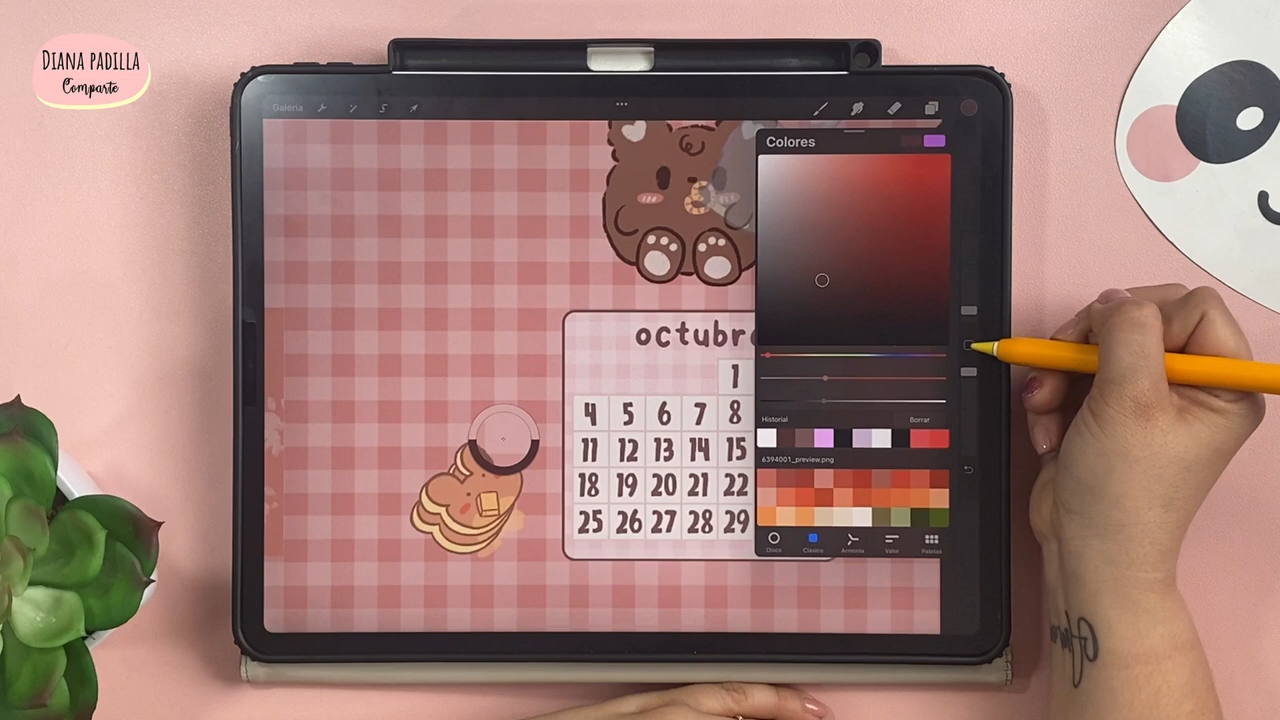 DIANA PADILLA
Comparte
Galería
Colores
octubre
1
4 5 6 7 8
11 12 13 14 15
18 19 20 21 22
25 26 27 28 29
Historial Borrar
6394001_preview.png
Disco Clásico Armonía Valor Paletas